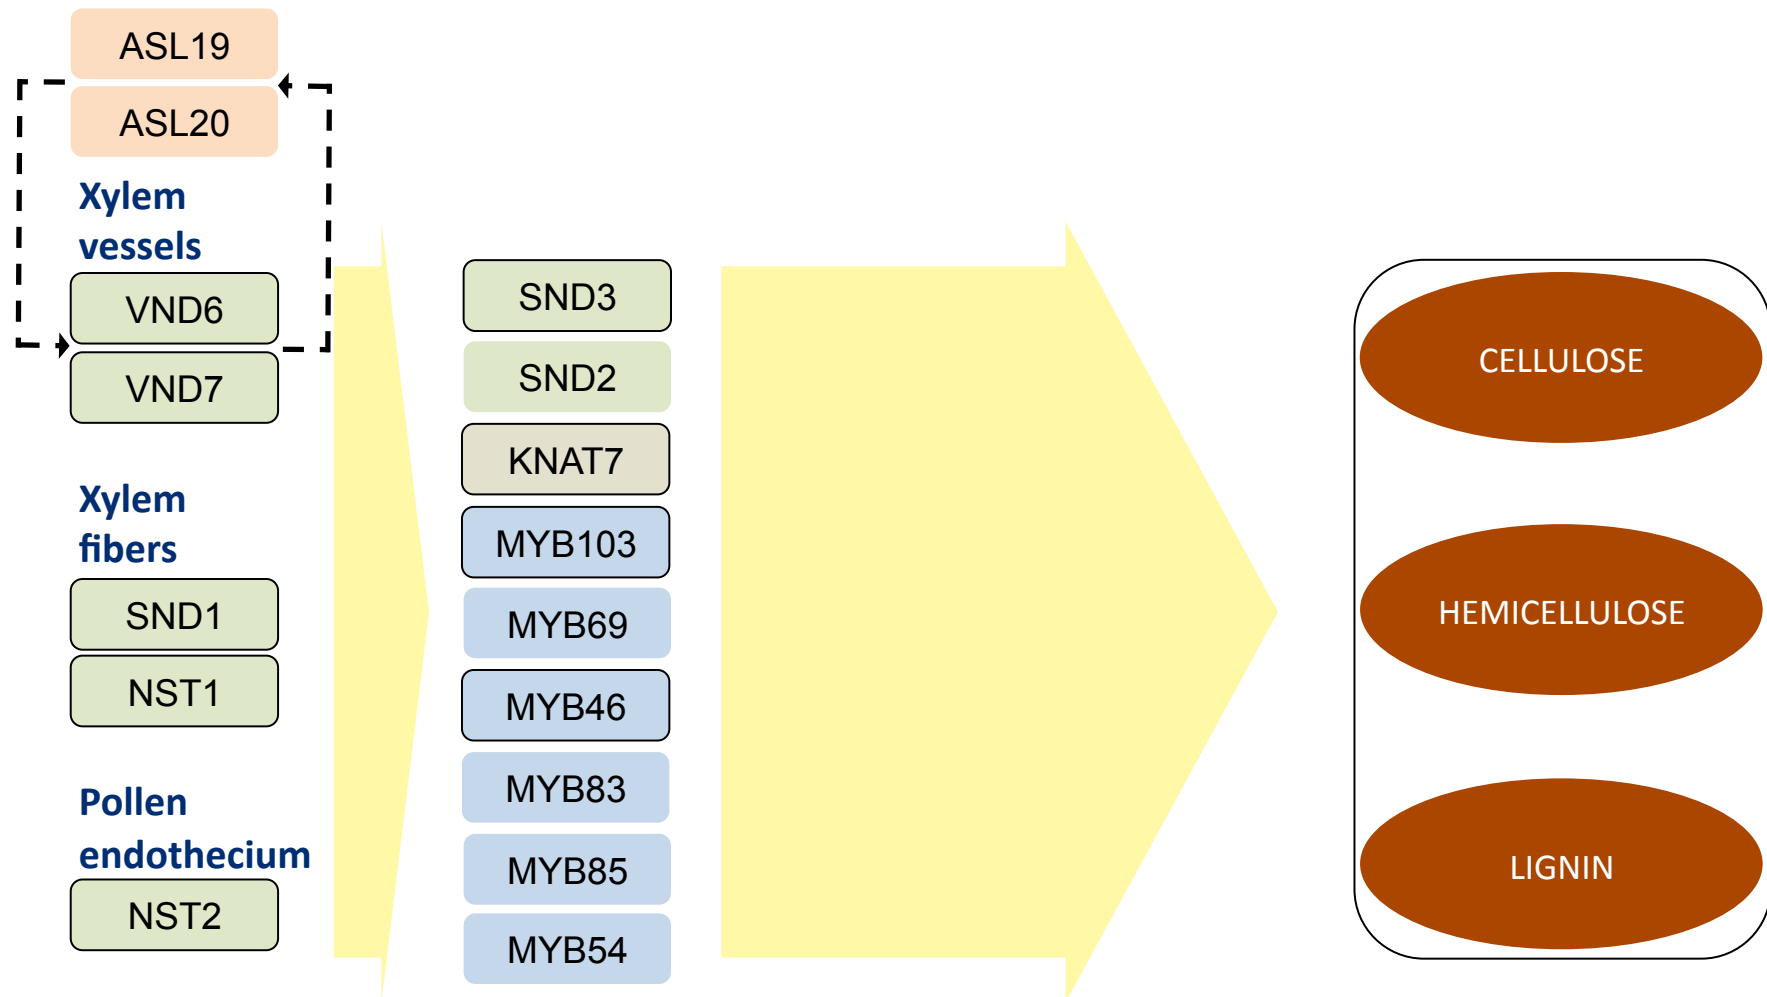 ASL19
ASL20
Xylem
vessels
VND6
VND7
Xylem
fibers
SND1
NST1
Pollen
endothecium
NST2
SND3
SND2
KNAT7
MYB103
MYB69
MYB46
MYB83
MYB85
MYB54
CELLULOSE
HEMICELLULOSE
LIGNIN